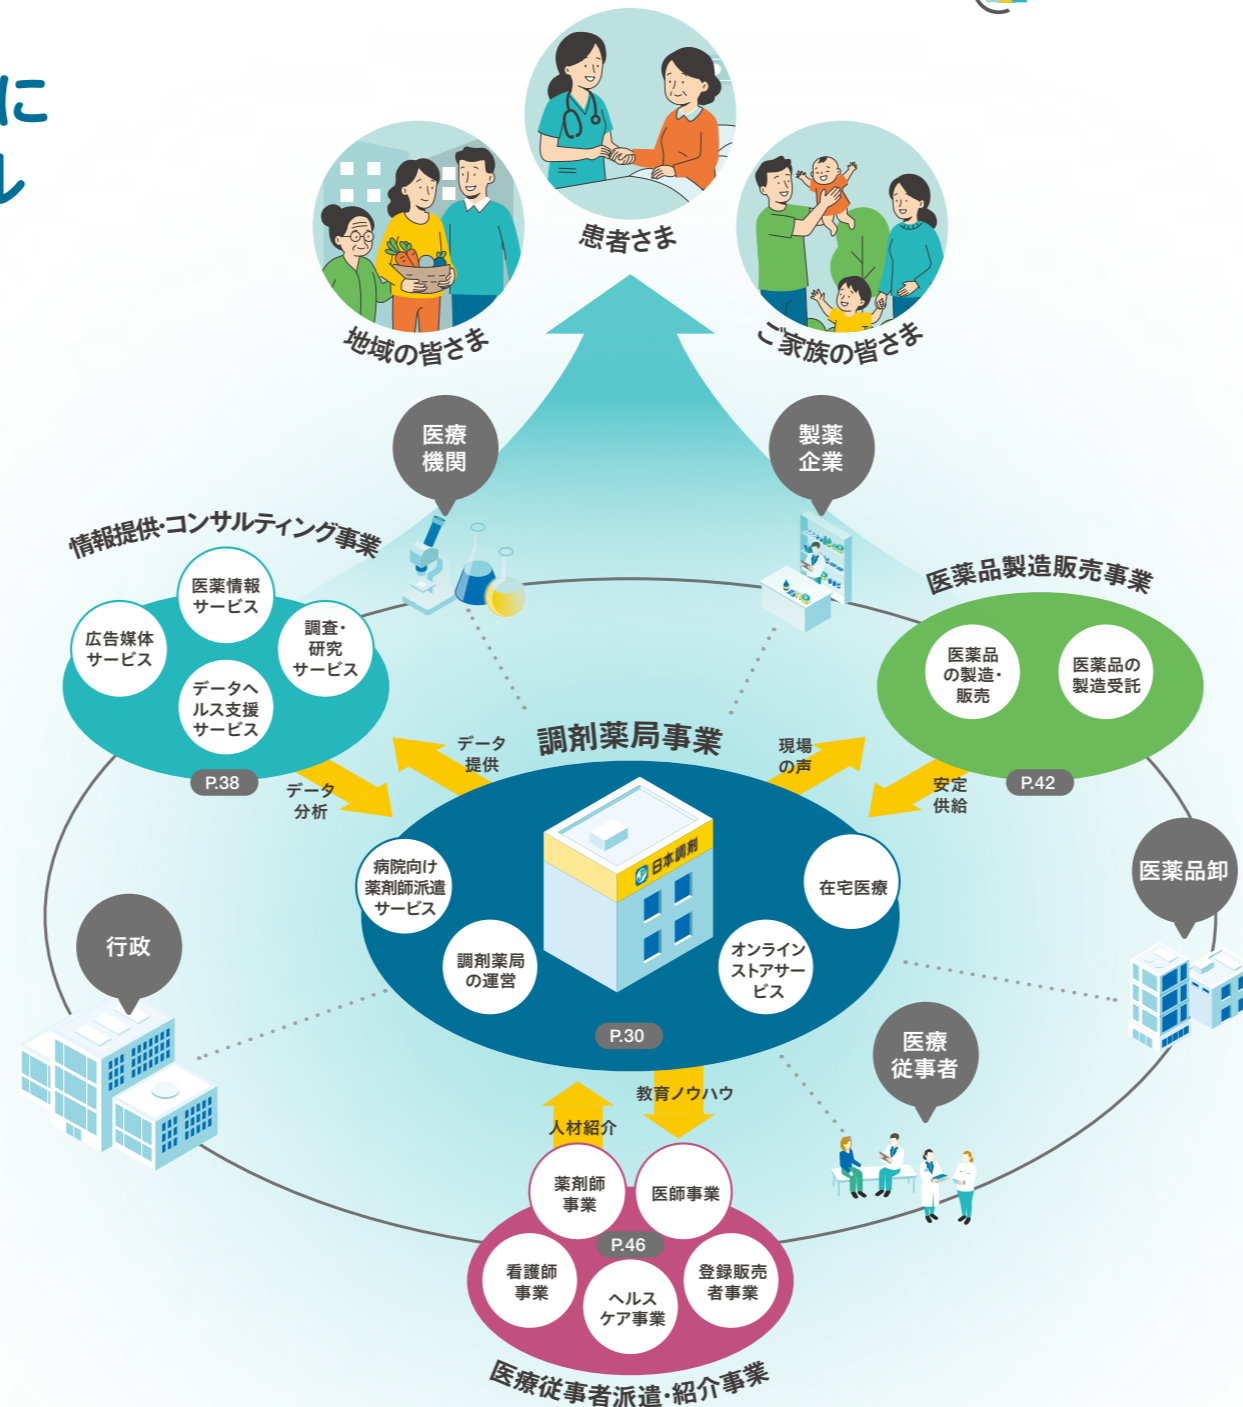 に
ル
患者さま
地域の皆さま
ご家族の皆さま
医療
機関
製薬
企業
情報提供・コンサルティング事業
医薬情報
サービス
広告媒体
サービス
調査・
研究
サービス
データヘ
ルス支援
サービス
P.38
医薬品製造販売事業
医薬品
の製造・
販売
医薬品の
製造受託
P.42
データ
提供
データ
分析
現場
の声
安定
供給
調剤薬局事業
日本調剤
病院向け
薬剤師派遣
サービス
調剤薬局
の運営
オンライン
ストアサー
ビス
在宅医療
P.30
行政
医薬品卸
医療
従事者
人材紹介
教育ノウハウ
薬剤師
事業
医師事業
P.46
看護師
事業
ヘルス
ケア事業
登録販売
者事業
医療従事者派遣・紹介事業